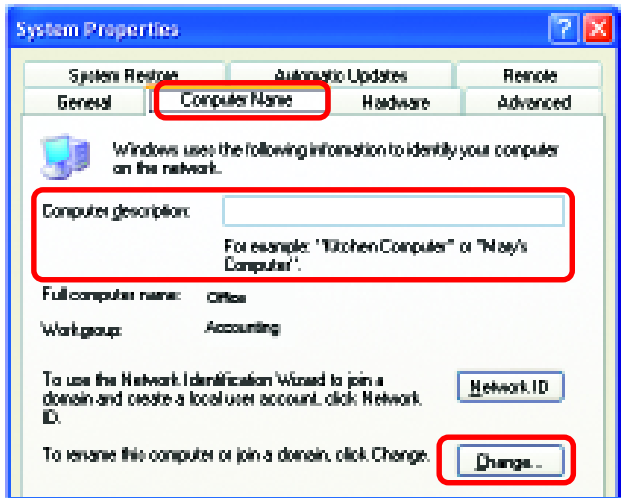 System Properties
System Restore Automatic Updates Remote
General Computer Name Hardware Advanced
Windows uses the following information to identify your computer
on the network.
Computer description:
For example: "Kitchen Computer" or "Mary's
Computer".
Full computer name: Office
Workgroup: Accounting
To use the Network Identification Wizard to join a
domain and create a local user account, click Network
ID.
Network ID
To rename this computer or join a domain, click Change.
Change...